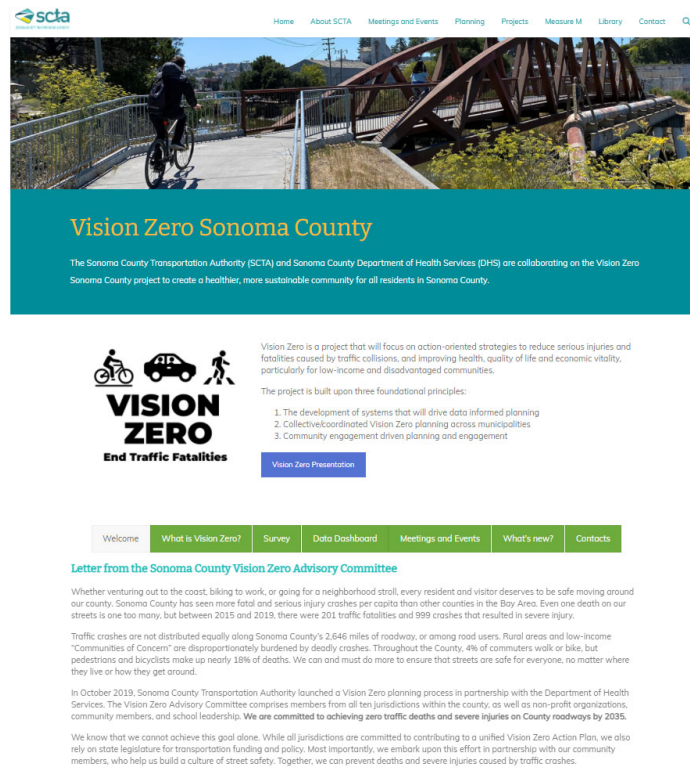 scta
Home About SCTA Meetings and Events Planning Projects Measure M Library Contact
Vision Zero Sonoma County
The Sonoma County Transportation Authority (SCTA) and Sonoma County Department of Health Services (DHS) are collaborating on the Vision Zero
Sonoma County project to create a healthier, more sustainable community for all residents in Sonoma County.
VISION
ZERO
End Traffic Fatalities
Vision Zero is a project that will focus on action-oriented strategies to reduce serious injuries and
fatalities caused by traffic collisions, and improving health, quality of life and economic vitality,
particularly for low-income and disadvantaged communities.
The project is built upon three foundational principles:
1. The development of systems that will drive data informed planning
2. Collective/coordinated Vision Zero planning across municipalities
3. Community engagement driven planning and engagement
Vision Zero Presentation
Welcome What is Vision Zero? Survey Data Dashboard Meetings and Events What's new? Contacts
Letter from the Sonoma County Vision Zero Advisory Committee
Whether venturing out to the coast, biking to work, or going for a neighborhood stroll, every resident and visitor deserves to be safe moving around
our county. Sonoma County has seen more fatal and serious injury crashes per capita than other counties in the Bay Area. Even one death on our
streets is one too many, but between 2015 and 2019, there were 201 traffic fatalities and 999 crashes that resulted in severe injury.
Traffic crashes are not distributed equally along Sonoma County's 2,646 miles of roadway, or among road users. Rural areas and low-income
"Communities of Concern" are disproportionately burdened by deadly crashes. Throughout the County, 4% of commuters walk or bike, but
pedestrians and bicyclists make up nearly 18% of deaths. We can and must do more to ensure that streets are safe for everyone, no matter where
they live or how they get around.
In October 2019, Sonoma County Transportation Authority launched a Vision Zero planning process in partnership with the Department of Health
Services. The Vision Zero Advisory Committee comprises members from all ten jurisdictions within the county, as well as non-profit organizations,
community members, and school leadership. We are committed to achieving zero traffic deaths and severe injuries on County roadways by 2035.
We know that we cannot achieve this goal alone. While all jurisdictions are committed to contributing to a unified Vision Zero Action Plan, we also
rely on state legislature for transportation funding and policy. Most importantly, we embark upon this effort in partnership with our community
members, who help us build a culture of street safety. Together, we can prevent deaths and severe injuries caused by traffic crashes.